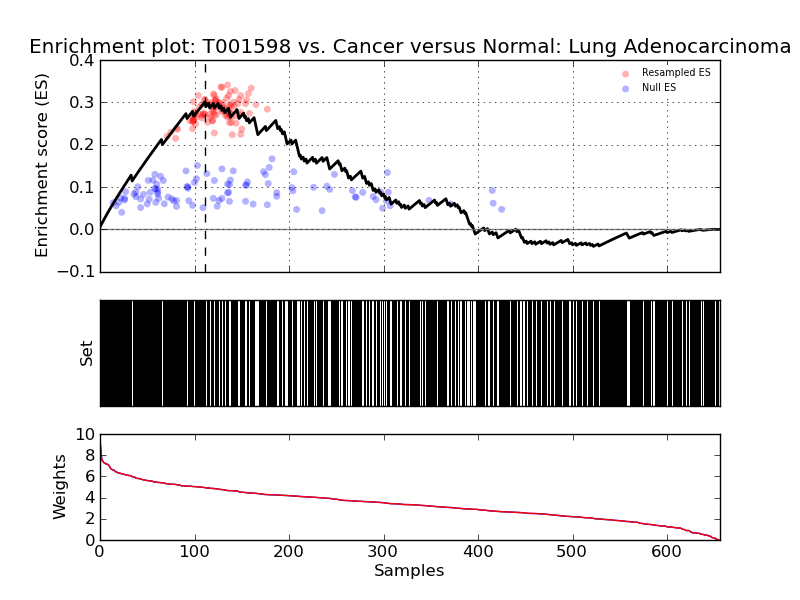 Enrichment plot: T001598 vs. Cancer versus Normal: Lung Adenocarcinoma
Enrichment score (ES)
0.4
0.3
0.2
0.1
0.0
−0.1
Resampled ES
Null ES
Set
Weights
10
8
6
4
2
0
0 100 200 300 400 500 600
Samples